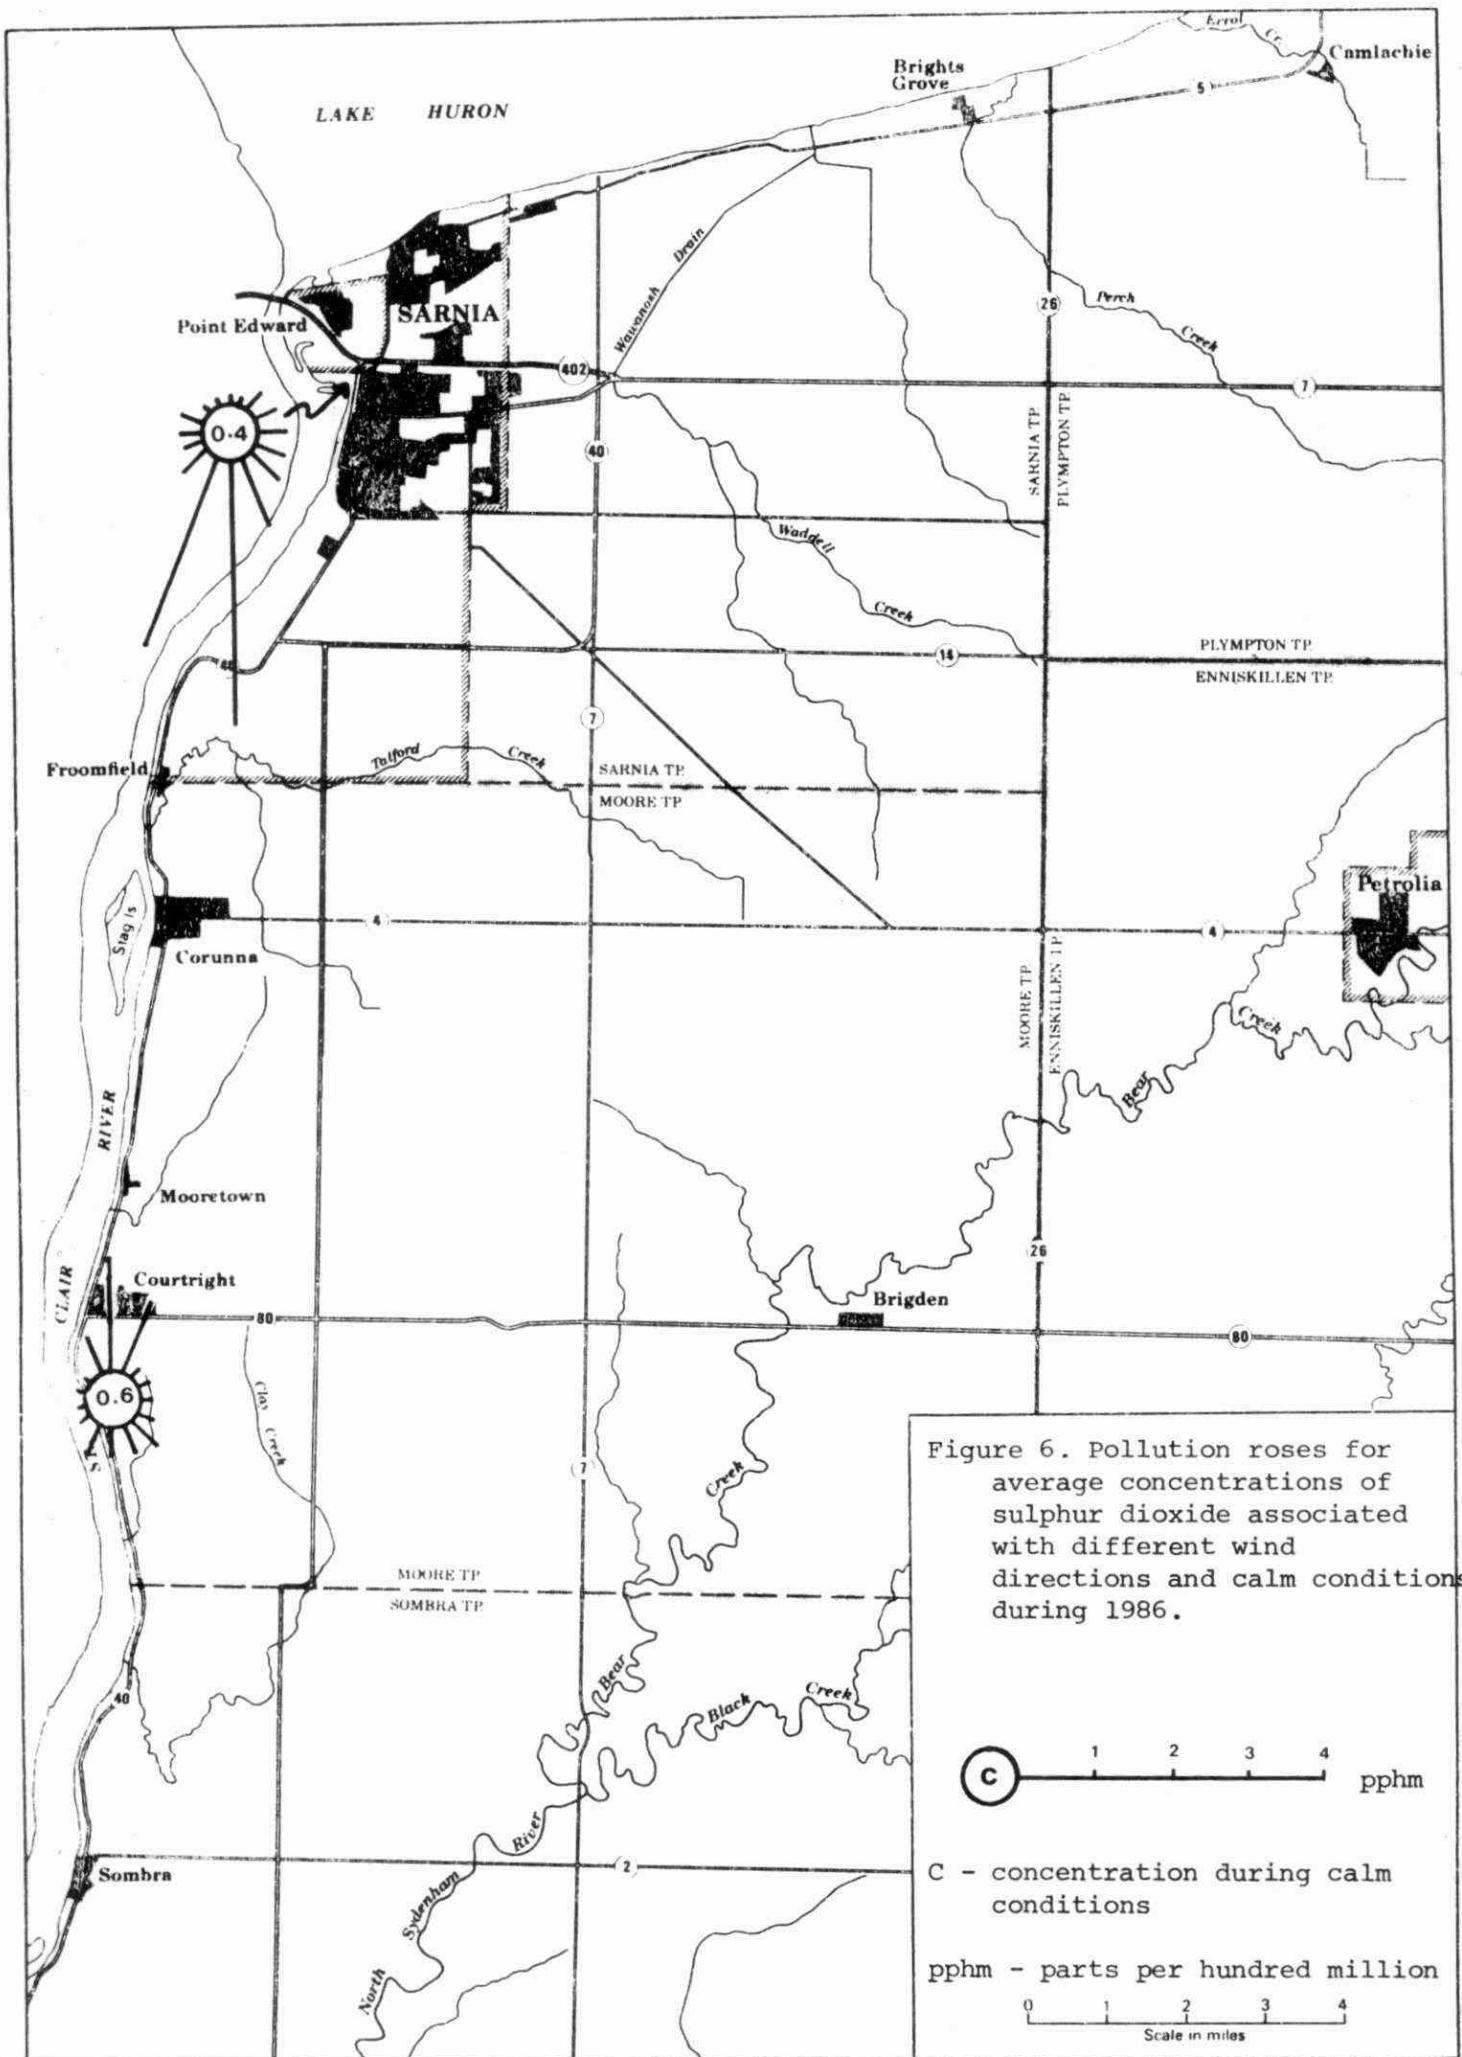 Errol
Cr.
Camlachie
Brights
Grove
5
LAKE HURON
Drain
Wawanosh
Perch
Creek
26
SARNIA
Point Edward
402
7
0.4
SARNIA TP.
PLYMPTON TP.
40
Waddell
Creek
14
PLYMPTON TP.
ENNISKILLEN TP.
40
7
Talford
Creek
Froomfield
SARNIA TP.
MOORE TP.
Petrolia
Stag Is
4
4
Corunna
MOORE TP.
ENNISKILLEN TP.
Creek
Bear
RIVER
Mooretown
26
CLAIR
Courtright
Brigden
80
80
0.6
Clay Creek
ST.
7
Creek
MOORE TP.
SOMBRA TP.
40
Bear
Black
Creek
River
Sydenham
North
2
Sombra
Figure 6. Pollution roses for
average concentrations of
sulphur dioxide associated
with different wind
directions and calm conditions
during 1986.
C 1 2 3 4 pphm
C - concentration during calm
conditions
pphm - parts per hundred million
0 1 2 3 4
Scale in miles